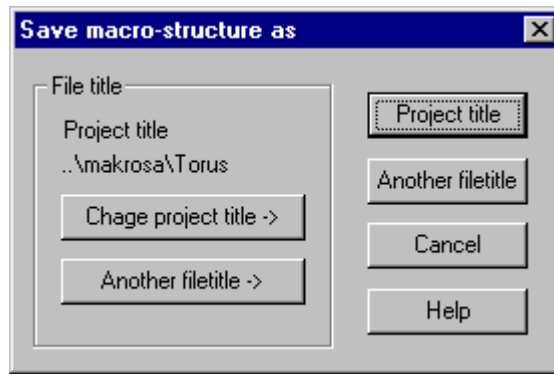 Save macro-structure as
File title
Project title
..\makrosa\Torus
Chage project title ->
Another filetitle ->
Project title
Another filetitle
Cancel
Help